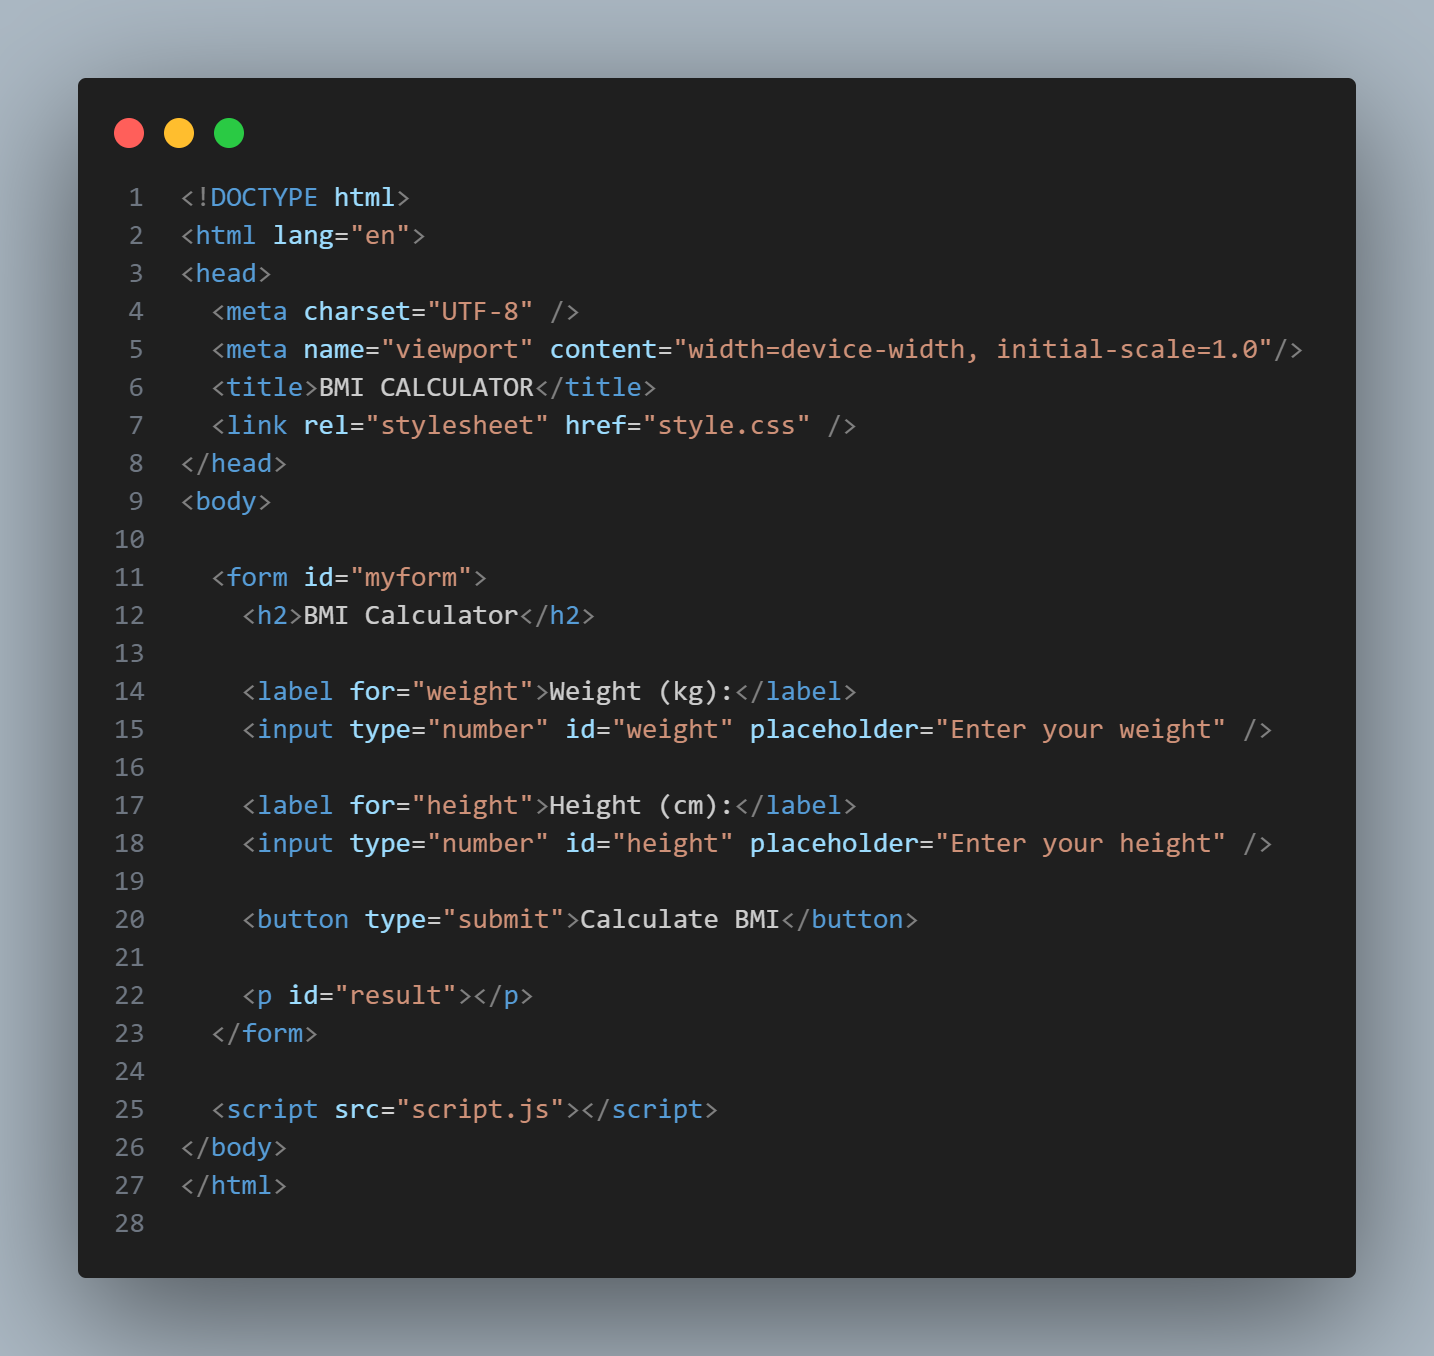 1 <!DOCTYPE html>
2 <html lang="en">
3 <head>
4   <meta charset="UTF-8" />
5   <meta name="viewport" content="width=device-width, initial-scale=1.0"/>
6   <title>BMI CALCULATOR</title>
7   <link rel="stylesheet" href="style.css" />
8 </head>
9 <body>
10
11   <form id="myform">
12     <h2>BMI Calculator</h2>
13
14     <label for="weight">Weight (kg):</label>
15     <input type="number" id="weight" placeholder="Enter your weight" />
16
17     <label for="height">Height (cm):</label>
18     <input type="number" id="height" placeholder="Enter your height" />
19
20     <button type="submit">Calculate BMI</button>
21
22     <p id="result"></p>
23   </form>
24
25   <script src="script.js"></script>
26 </body>
27 </html>
28